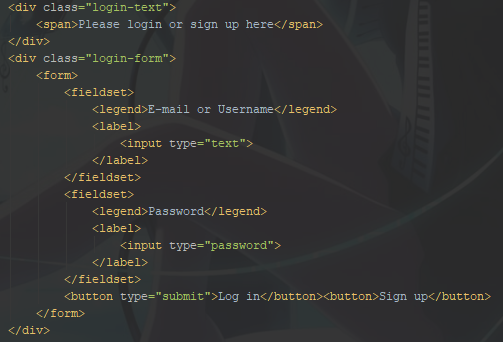 <div class="login-text">
    <span>Please login or sign up here</span>
</div>
<div class="login-form">
    <form>
        <fieldset>
            <legend>E-mail or Username</legend>
            <label>
                <input type="text">
            </label>
        </fieldset>
        <fieldset>
            <legend>Password</legend>
            <label>
                <input type="password">
            </label>
        </fieldset>
        <button type="submit">Log in</button><button>Sign up</button>
    </form>
</div>